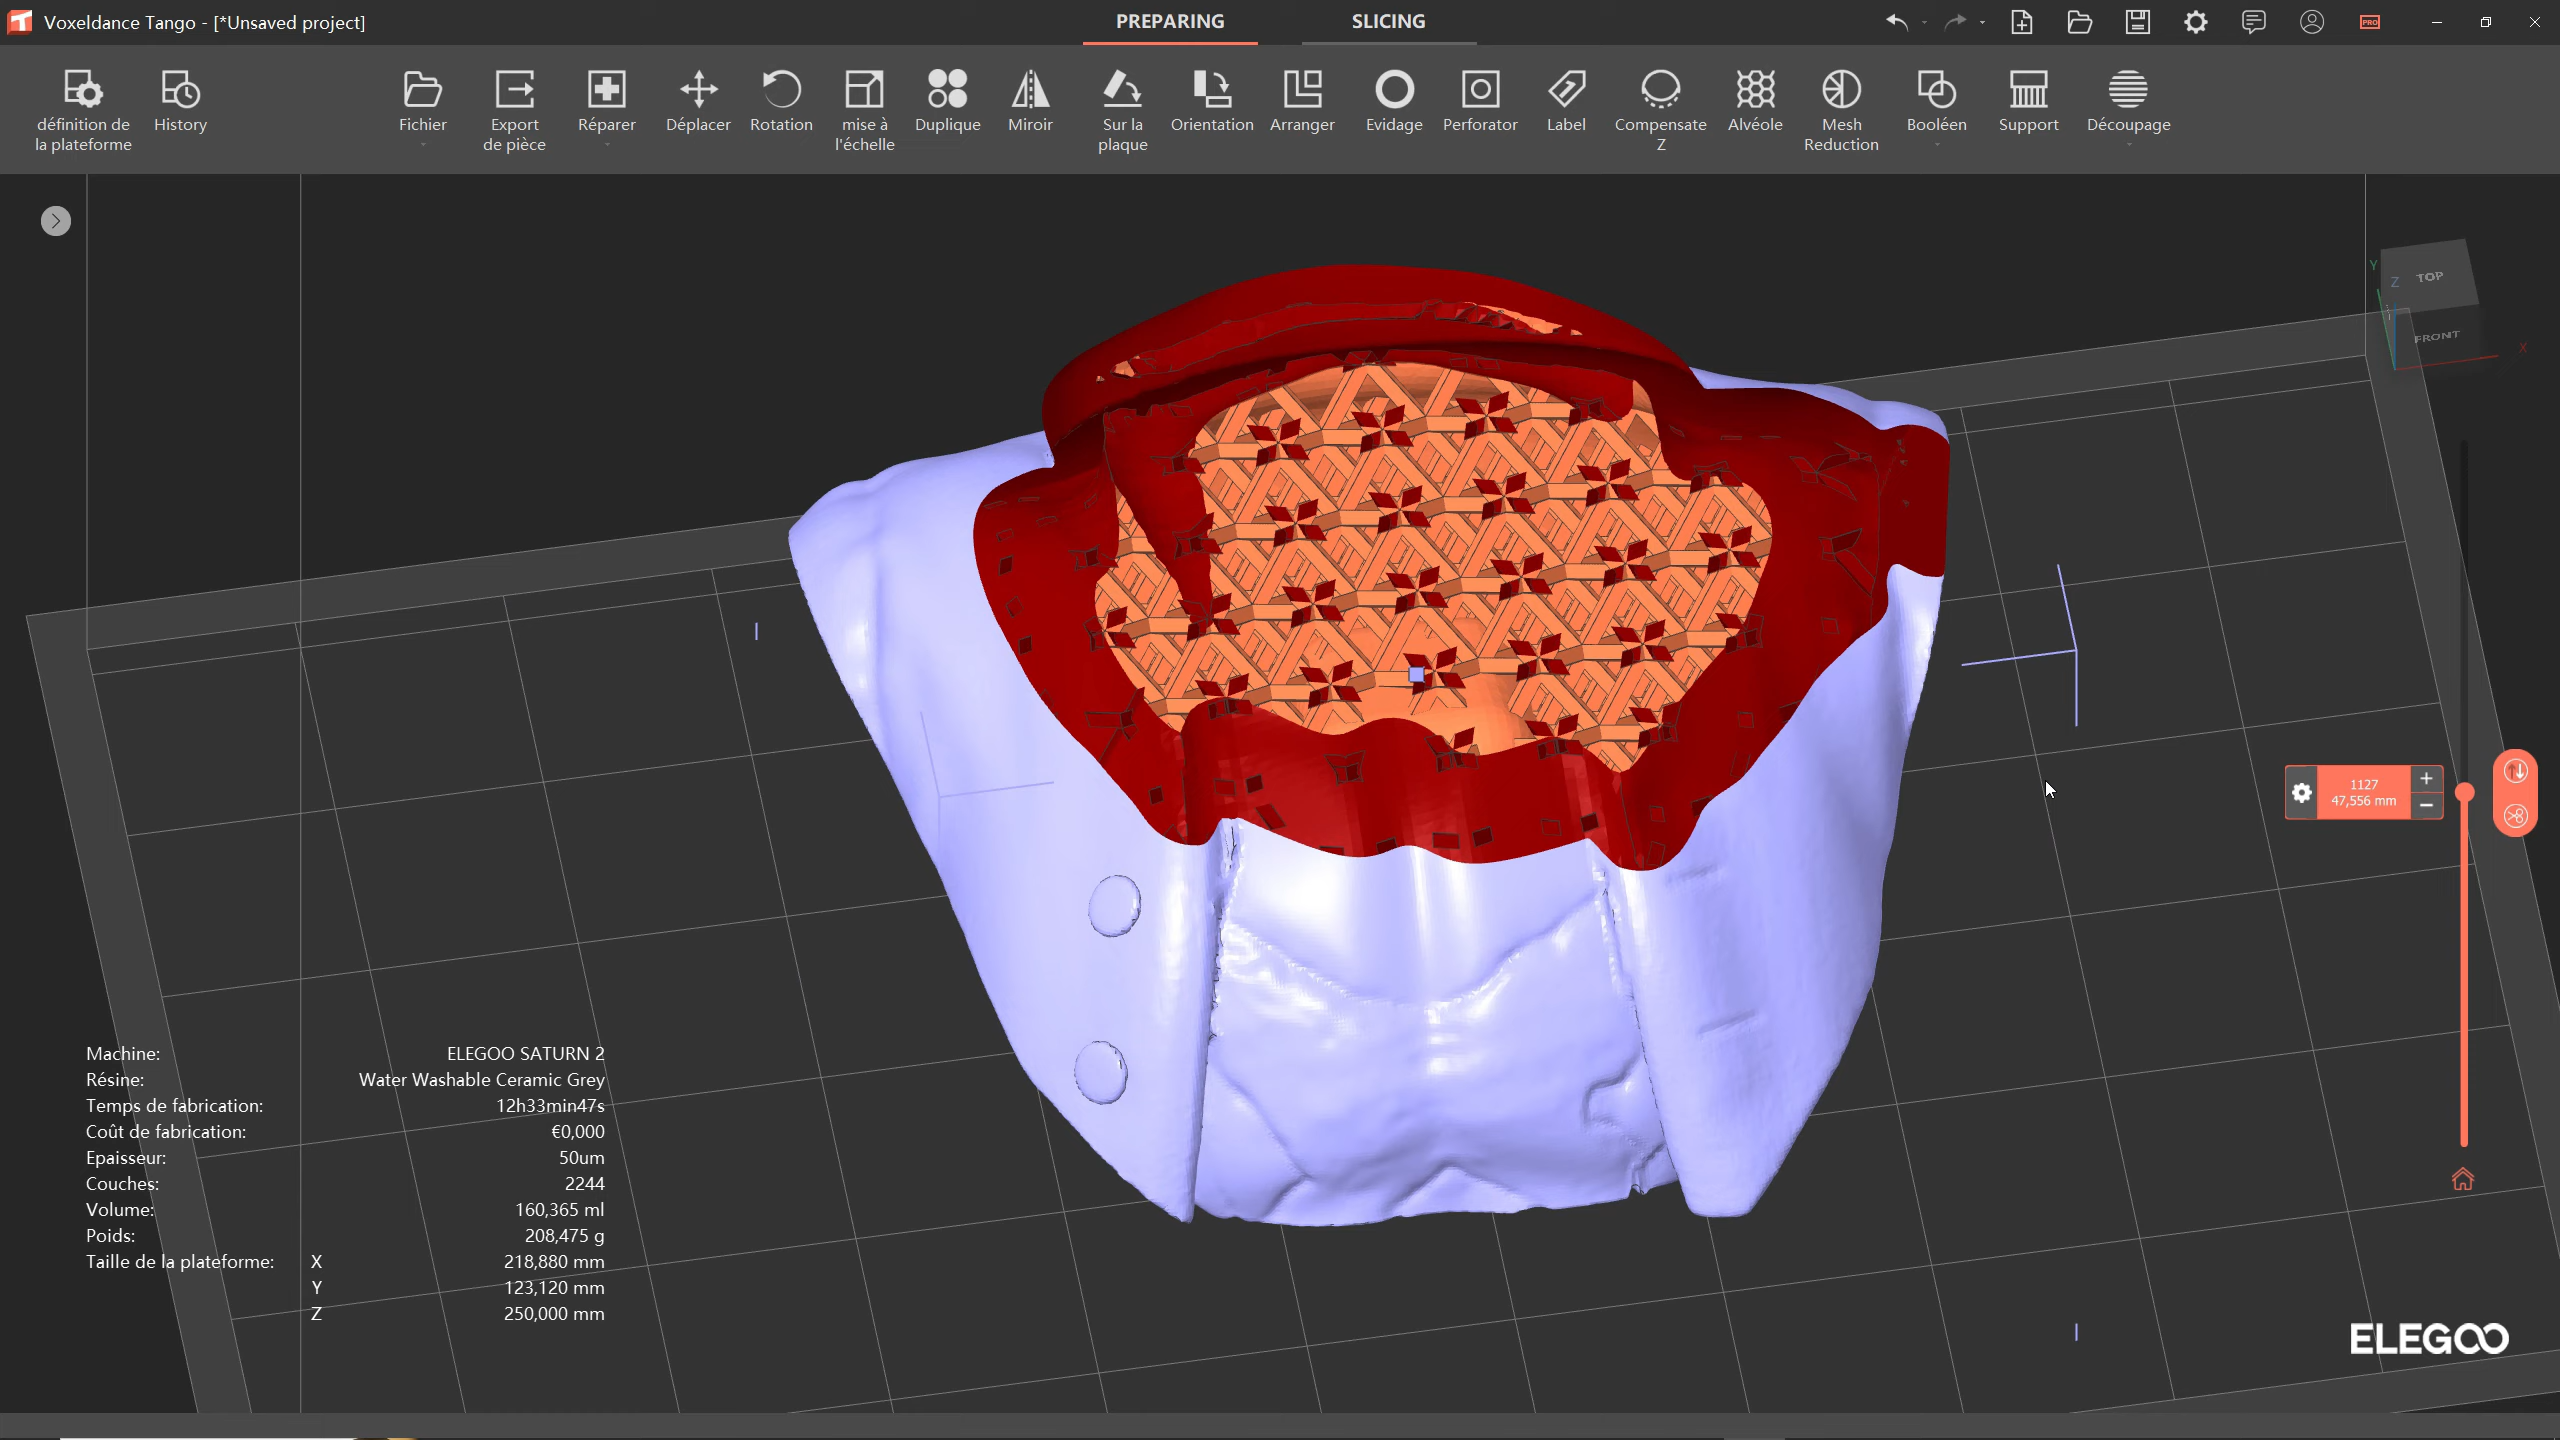 Voxeldance Tango - [*Unsaved project]
PREPARING
SLICING
PRO
définition de
la plateforme
History
Fichier
Export
de pièce
Réparer
Déplacer
Rotation
mise à
l'échelle
Duplique
Miroir
Sur la
plaque
Orientation
Arranger
Evidage
Perforator
Label
Compensate
Z
Alvéole
Mesh
Reduction
Booléen
Support
Découpage
Y
Z
TOP
FRONT
X
1127
47,556 mm
Machine: ELEGOO SATURN 2
Résine: Water Washable Ceramic Grey
Temps de fabrication: 12h33min47s
Coût de fabrication: €0,000
Epaisseur: 50um
Couches: 2244
Volume: 160,365 ml
Poids: 208,475 g
Taille de la plateforme: X 218,880 mm
Y 123,120 mm
Z 250,000 mm
ELEGOO